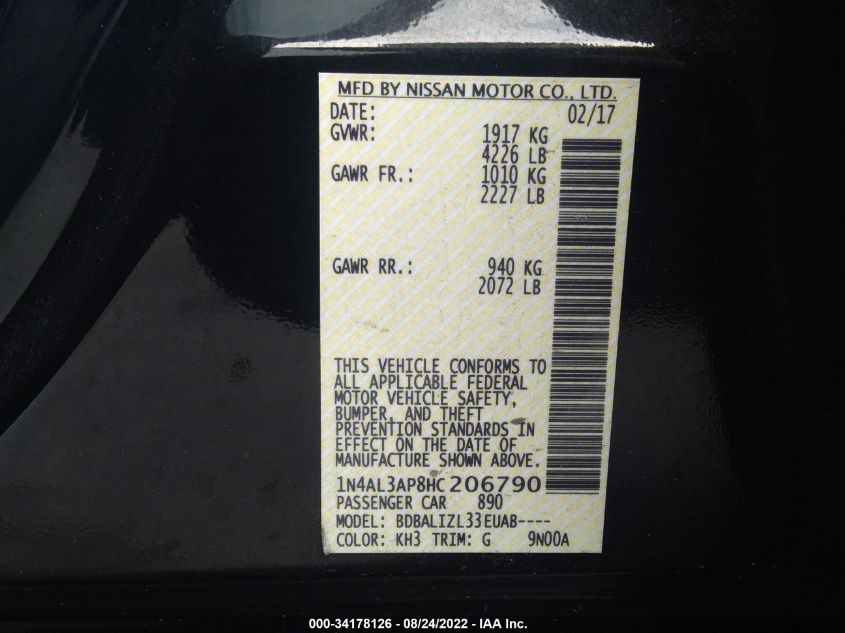 MFD BY NISSAN MOTOR CO., LTD.
DATE: 02/17
GVWR: 1917 KG
4226 LB
GAWR FR.: 1010 KG
2227 LB
GAWR RR.: 940 KG
2072 LB
THIS VEHICLE CONFORMS TO
ALL APPLICABLE FEDERAL
MOTOR VEHICLE SAFETY,
BUMPER, AND THEFT
PREVENTION STANDARDS IN
EFFECT ON THE DATE OF
MANUFACTURE SHOWN ABOVE.
1N4AL3AP8HC206790
PASSENGER CAR 890
MODEL: BDBALIZL33EUAB----
COLOR: KH3 TRIM: G 9N00A
000-34178126 - 08/24/2022 - IAA Inc.